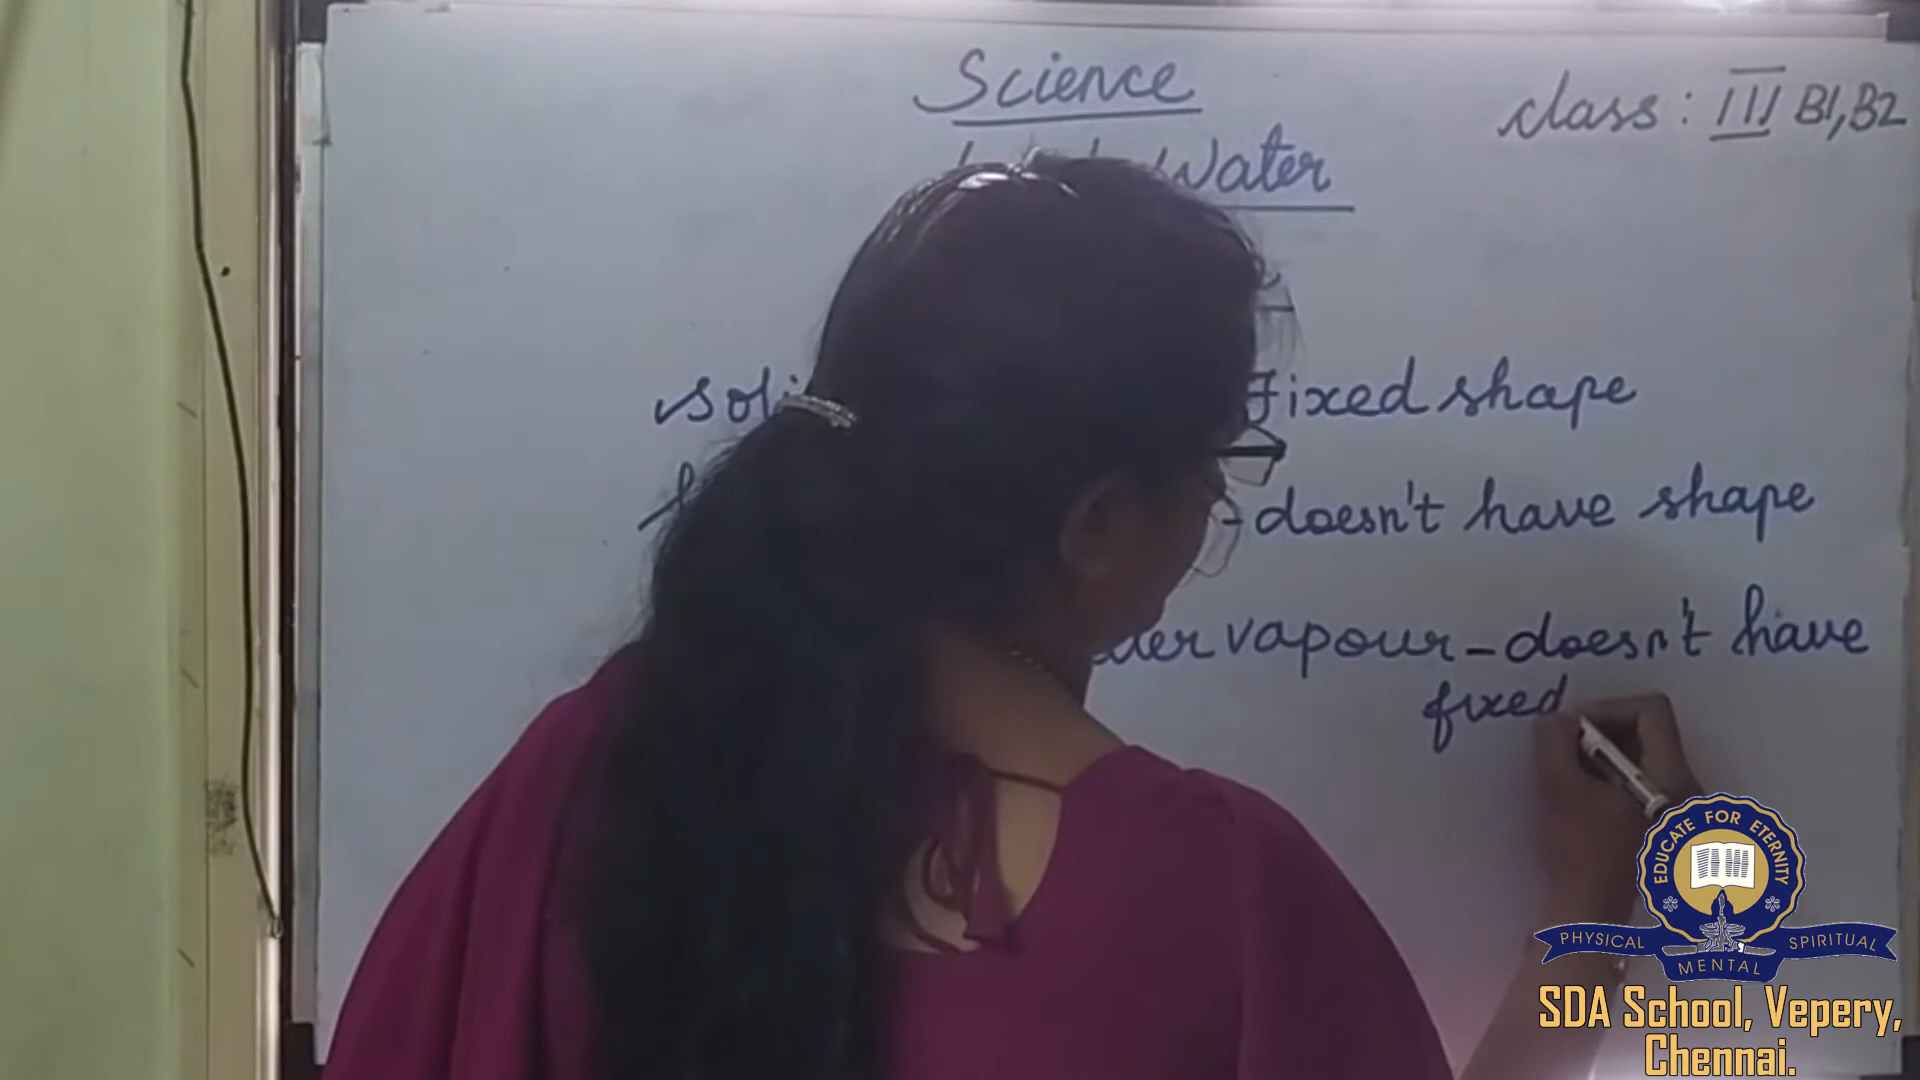 Science
class: III B1,B2
Water
Fixed shape
-doesn't have shape
vapour-doesn't have
fixed
EDUCATE FOR ETERNITY
PHYSICAL MENTAL SPIRITUAL
SDA School, Vepery,
Chennai.